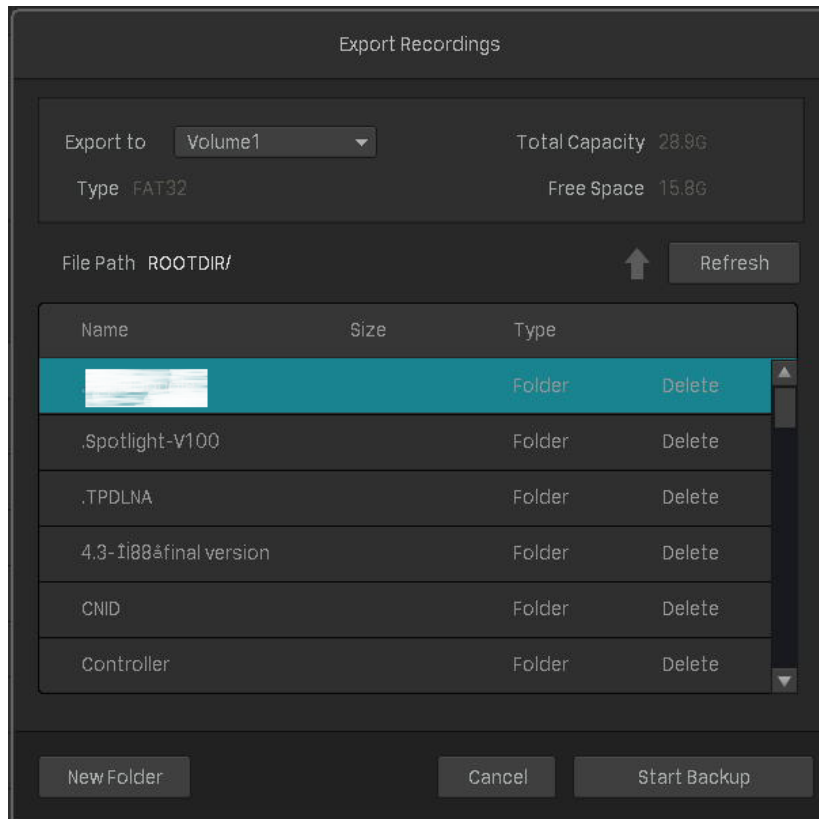 Export Recordings
Export to Volume1 Total Capacity 28.9G
Type FAT32 Free Space 15.8G
File Path ROOTDIR/ Refresh
Name Size Type
Folder Delete
.Spotlight-V100 Folder Delete
.TPDLNA Folder Delete
4.3-‡İ88åfinal version Folder Delete
CNID Folder Delete
Controller Folder Delete
New Folder Cancel Start Backup